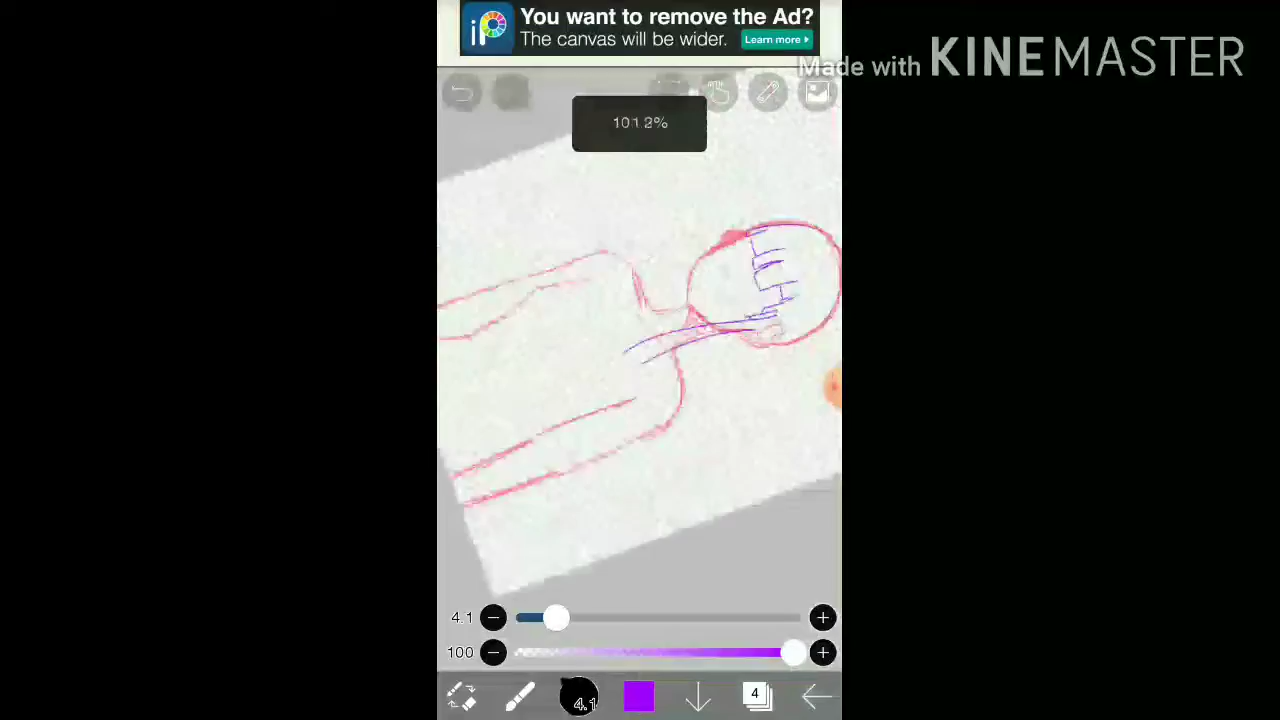 You want to remove the Ad?
iP
The canvas will be wider.
Learn more
Made with KINEMASTER
101.2%
4.1
100
4.1
4